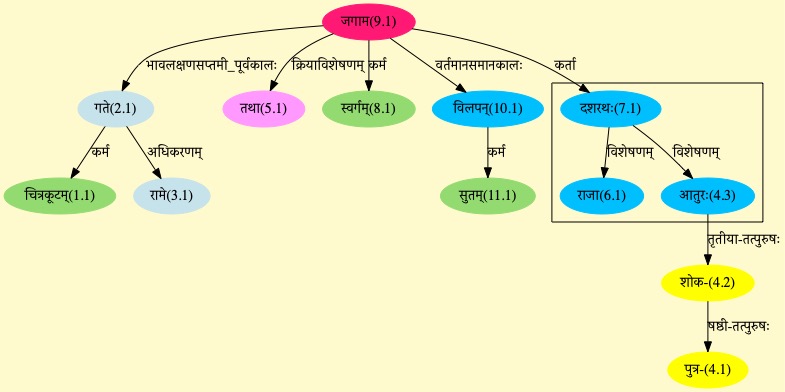 जगाम(9.1)
भावलक्षणसप्तमी_पूर्वकालः क्रियाविशेषणम् कर्म वर्तमानसमानकालः कर्ता
गते(2.1) तथा(5.1) स्वर्गम्(8.1) विलपन्(10.1) दशरथः(7.1)
कर्म अधिकरणम् कर्म विशेषणम् विशेषणम्
चित्रकूटम्(1.1) रामे(3.1) सुतम्(11.1) राजा(6.1) आतुरः(4.3)
तृतीया-तत्पुरुषः
शोक-(4.2)
षष्ठी-तत्पुरुषः
पुत्र-(4.1)